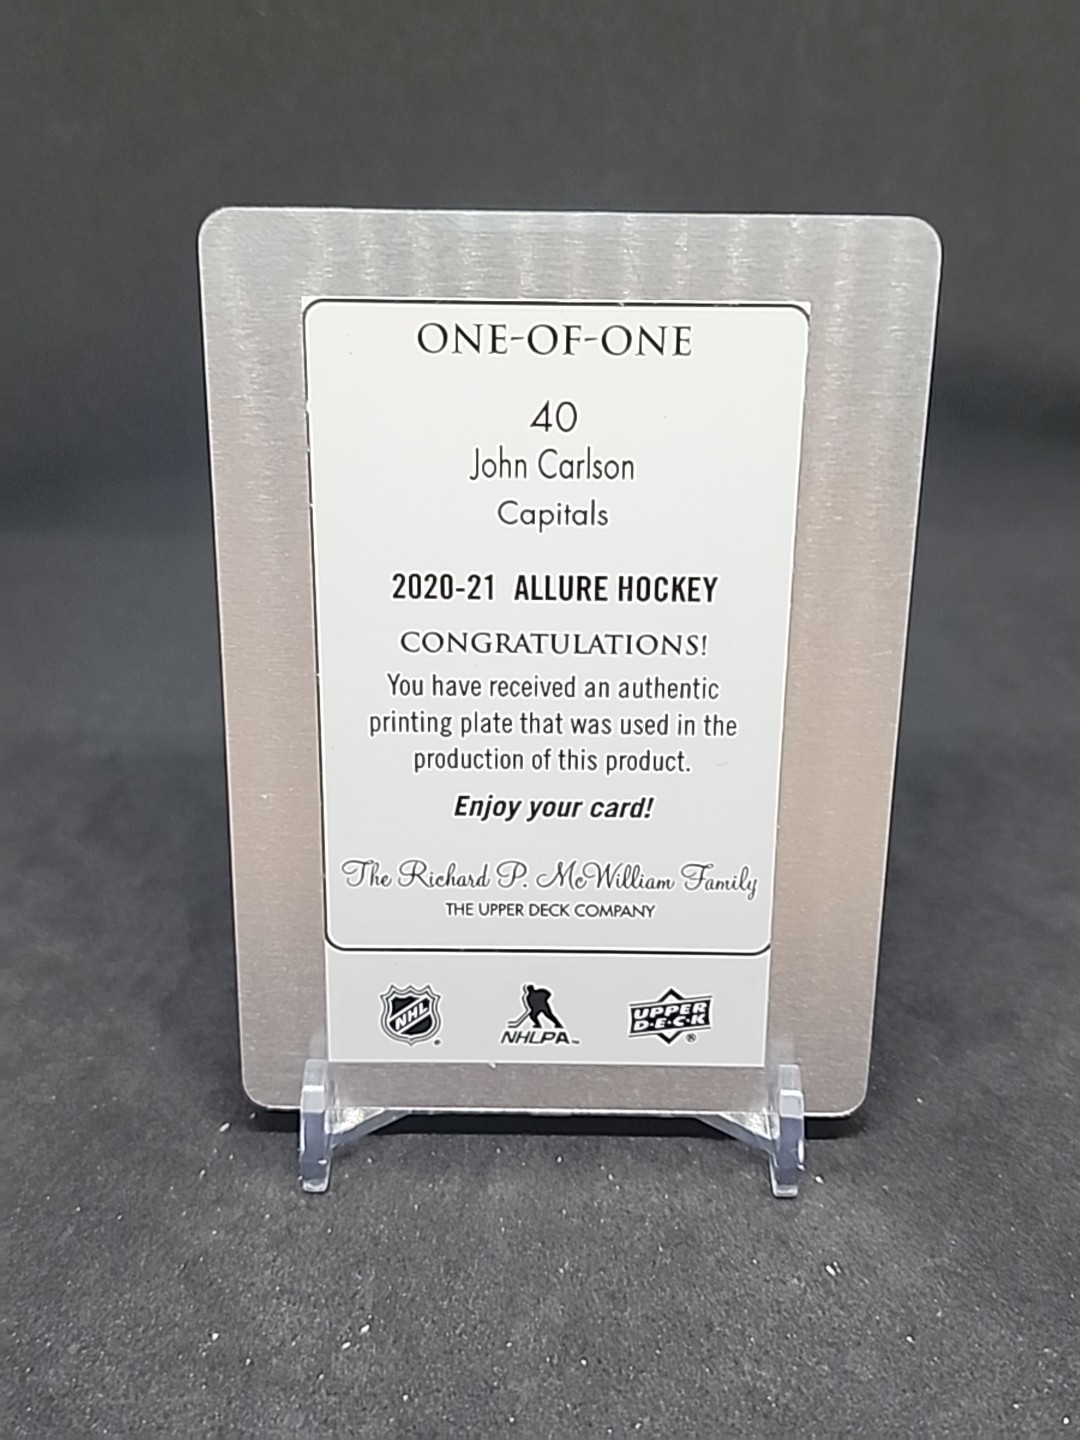 ONE-OF-ONE
40
John Carlson
Capitals
2020-21 ALLURE HOCKEY
CONGRATULATIONS!
You have received an authentic
printing plate that was used in the
production of this product.
Enjoy your card!
The Richard P. McWilliam Family
THE UPPER DECK COMPANY
NHL NHLPA™ UPPER DECK®